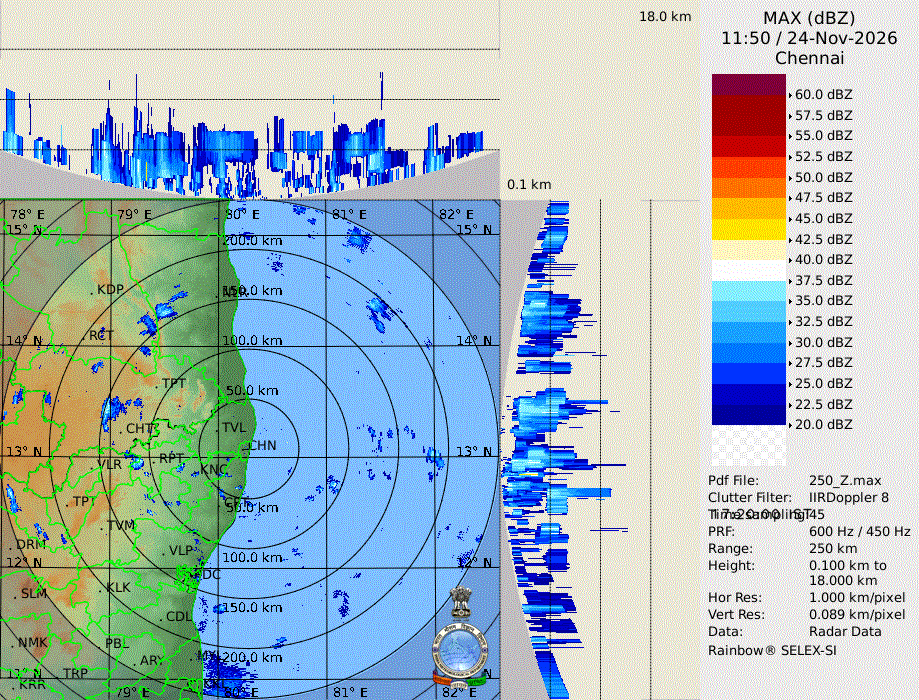 18.0 km
MAX (dBZ)
11:50 / 24-Nov-2026
Chennai
60.0 dBZ
57.5 dBZ
55.0 dBZ
52.5 dBZ
50.0 dBZ
47.5 dBZ
45.0 dBZ
42.5 dBZ
40.0 dBZ
37.5 dBZ
35.0 dBZ
32.5 dBZ
30.0 dBZ
27.5 dBZ
25.0 dBZ
22.5 dBZ
20.0 dBZ
0.1 km
78° E 79° E 80° E 81° E 82° E
15° N 200.0 km 15° N
KDP 150.0 km
RCT 14° N 100.0 km 14° N
TPT 50.0 km
CHT TVL CHN
13° N VLR RPT KNC 13° N
TPT 50.0 km
TVM
DRM VLP 100.0 km
12° N 12° N
SLM KLK 150.0 km
CDL
NMK PBL
ARY 200.0 km
TRP
KRR 79° E 80° E 81° E 82° E
Pdf File: 250_Z.max
Clutter Filter: IIRDoppler 8
Time sampling: 45
PRF: 600 Hz / 450 Hz
Range: 250 km
Height: 0.100 km to
18.000 km
Hor Res: 1.000 km/pixel
Vert Res: 0.089 km/pixel
Data: Radar Data
Rainbow® SELEX-SI